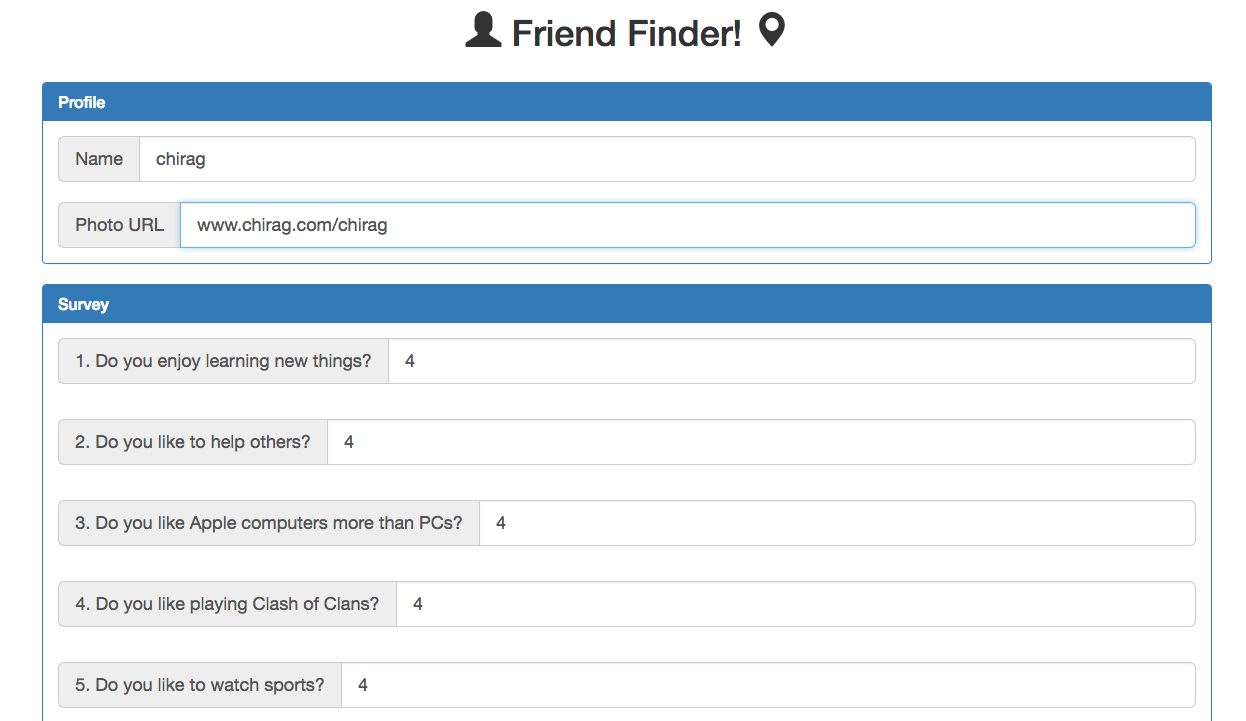 Friend Finder!
Profile
Name chirag
Photo URL www.chirag.com/chirag
Survey
1. Do you enjoy learning new things? 4
2. Do you like to help others? 4
3. Do you like Apple computers more than PCs? 4
4. Do you like playing Clash of Clans? 4
5. Do you like to watch sports? 4